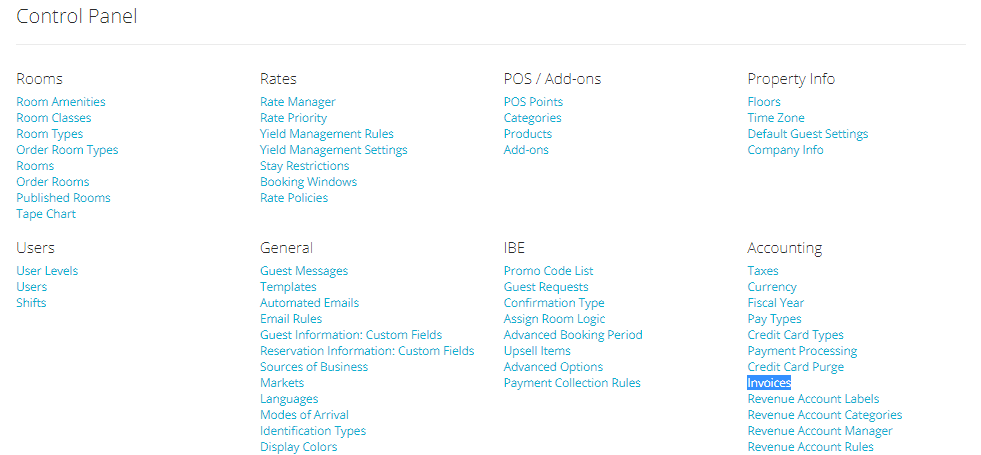 Control Panel
Rooms
Room Amenities
Room Classes
Room Types
Order Room Types
Rooms
Order Rooms
Published Rooms
Tape Chart
Rates
Rate Manager
Rate Priority
Yield Management Rules
Yield Management Settings
Stay Restrictions
Booking Windows
Rate Policies
POS / Add-ons
POS Points
Categories
Products
Add-ons
Property Info
Floors
Time Zone
Default Guest Settings
Company Info
Users
User Levels
Users
Shifts
General
Guest Messages
Templates
Automated Emails
Email Rules
Guest Information: Custom Fields
Reservation Information: Custom Fields
Sources of Business
Markets
Languages
Modes of Arrival
Identification Types
Display Colors
IBE
Promo Code List
Guest Requests
Confirmation Type
Assign Room Logic
Advanced Booking Period
Upsell Items
Advanced Options
Payment Collection Rules
Accounting
Taxes
Currency
Fiscal Year
Pay Types
Credit Card Types
Payment Processing
Credit Card Purge
Invoices
Revenue Account Labels
Revenue Account Categories
Revenue Account Manager
Revenue Account Rules